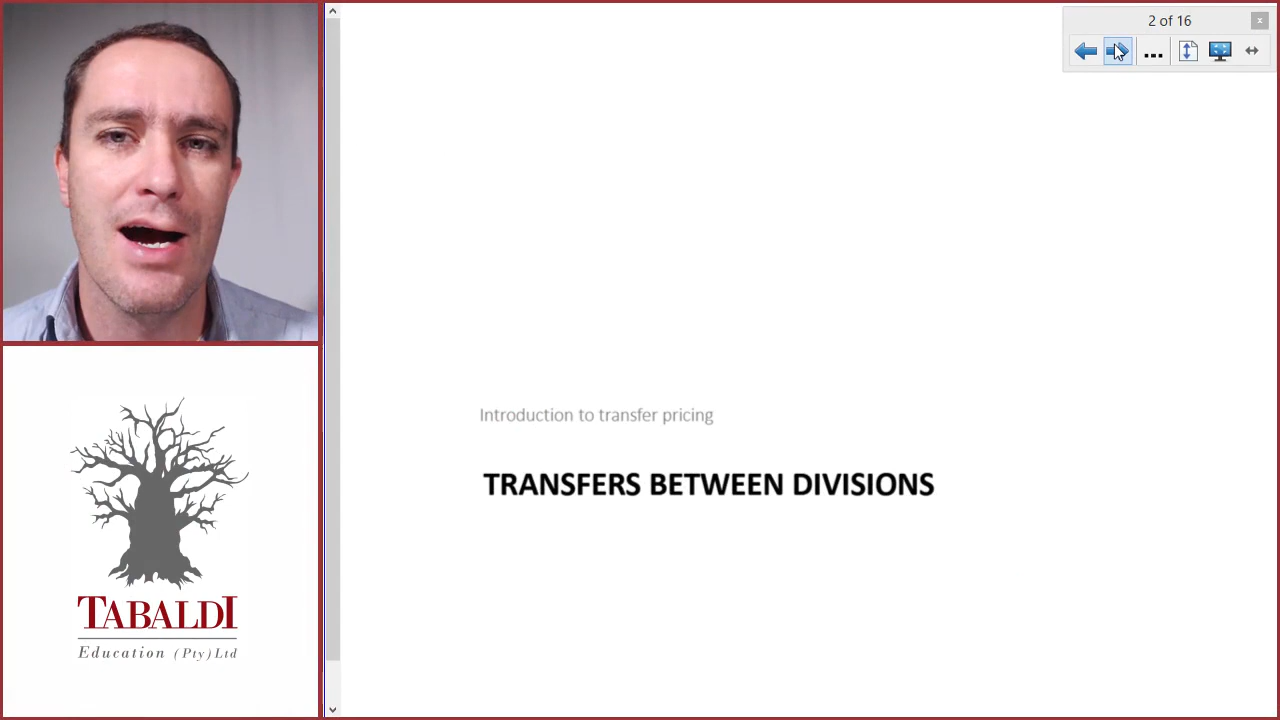 2 of 16
x
...
Introduction to transfer pricing
TRANSFERS BETWEEN DIVISIONS
TABALDI
Education (Pty) Ltd